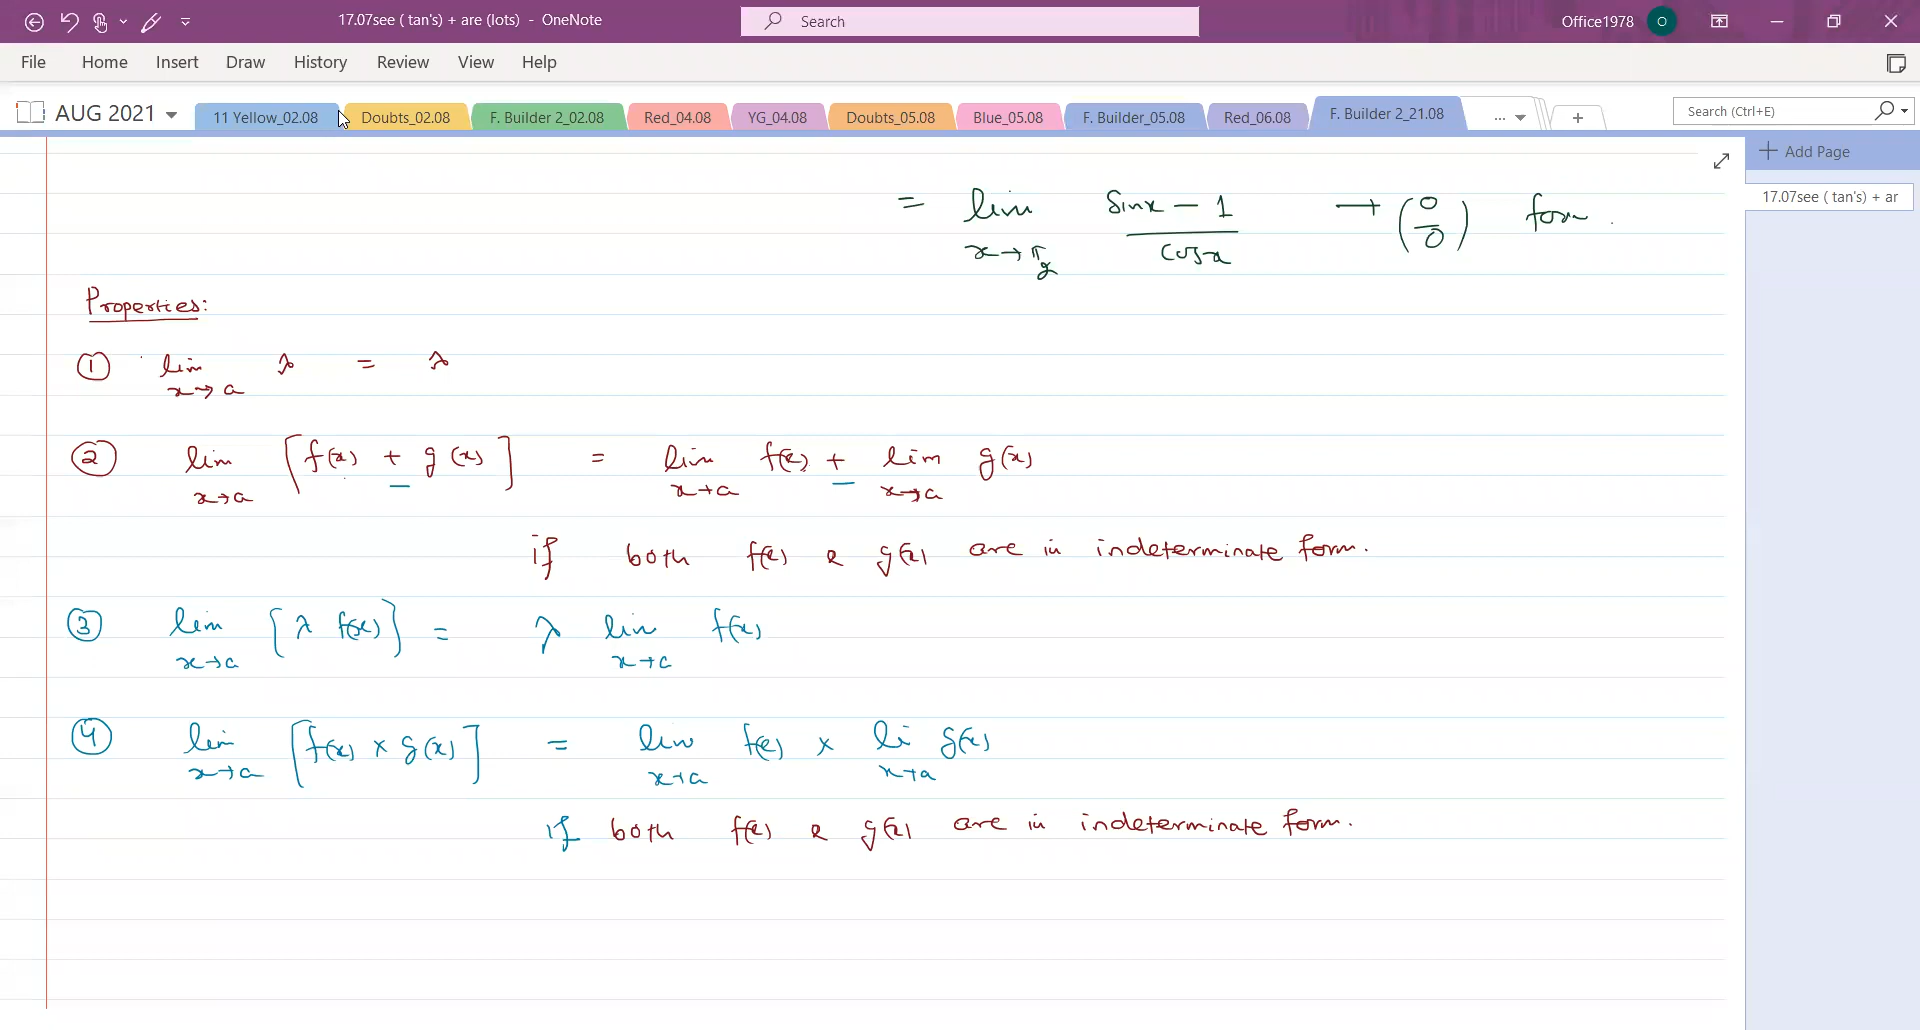 17.07see ( tan's) + are (lots) - OneNote
Search
Office1978 O
File Home Insert Draw History Review View Help
AUG 2021 11 Yellow_02.08 Doubts_02.08 F. Builder 2_02.08 Red_04.08 YG_04.08 Doubts_05.08 Blue_05.08 F. Builder_05.08 Red_06.08 F. Builder 2_21.08 ... + Search (Ctrl+E)
+ Add Page
17.07see ( tan's) + ar
= lim x→π/2 (sinx − 1)/cosx → (0/0) form.
Properties:
① lim x→a λ = λ
② lim x→a [f(x) + g(x)] = lim x→a f(x) + lim x→a g(x)
if both f(x) & g(x) are in indeterminate form.
③ lim x→a [λ f(x)] = λ lim x→a f(x)
④ lim x→a [f(x) × g(x)] = lim x→a f(x) × li x→a g(x)
if both f(x) & g(x) are in indeterminate form.